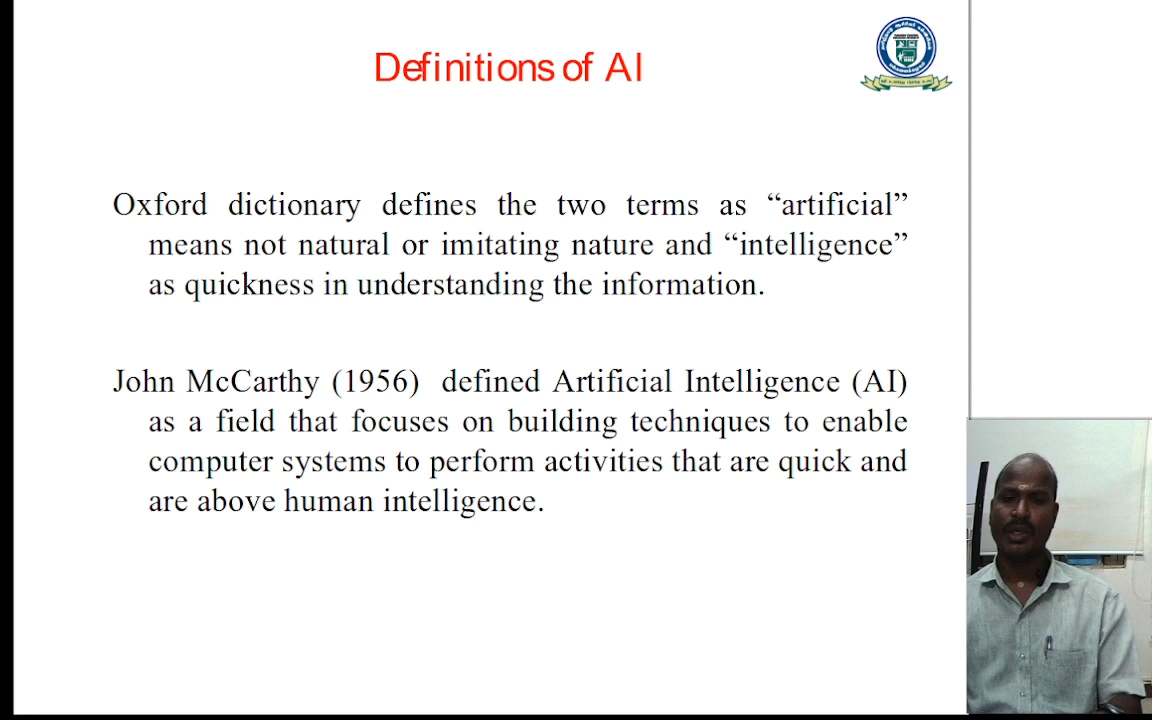 Definitions of AI
Oxford dictionary defines the two terms as “artificial”
means not natural or imitating nature and “intelligence”
as quickness in understanding the information.
John McCarthy (1956) defined Artificial Intelligence (AI)
as a field that focuses on building techniques to enable
computer systems to perform activities that are quick and
are above human intelligence.